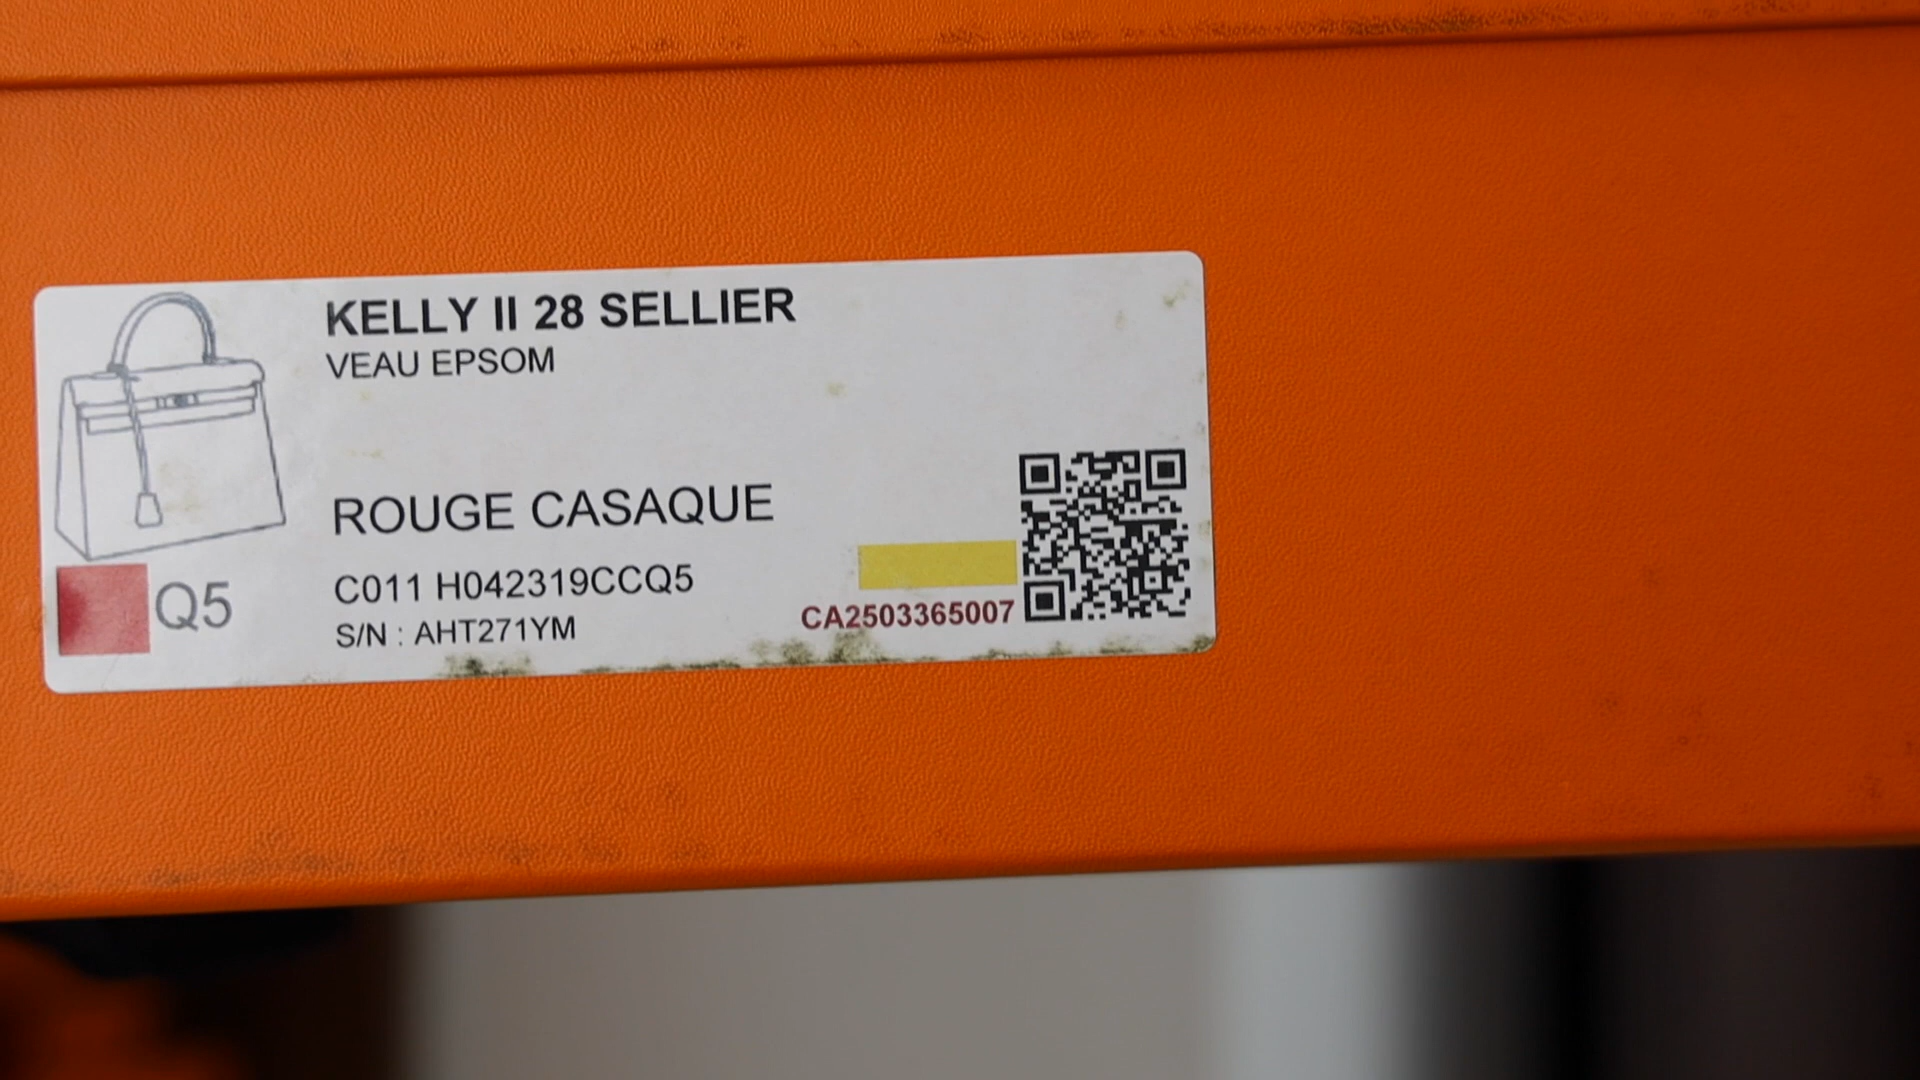 KELLY II 28 SELLIER
VEAU EPSOM
ROUGE CASAQUE
C011 H042319CCQ5
Q5
S/N : AHT271YM
CA2503365007